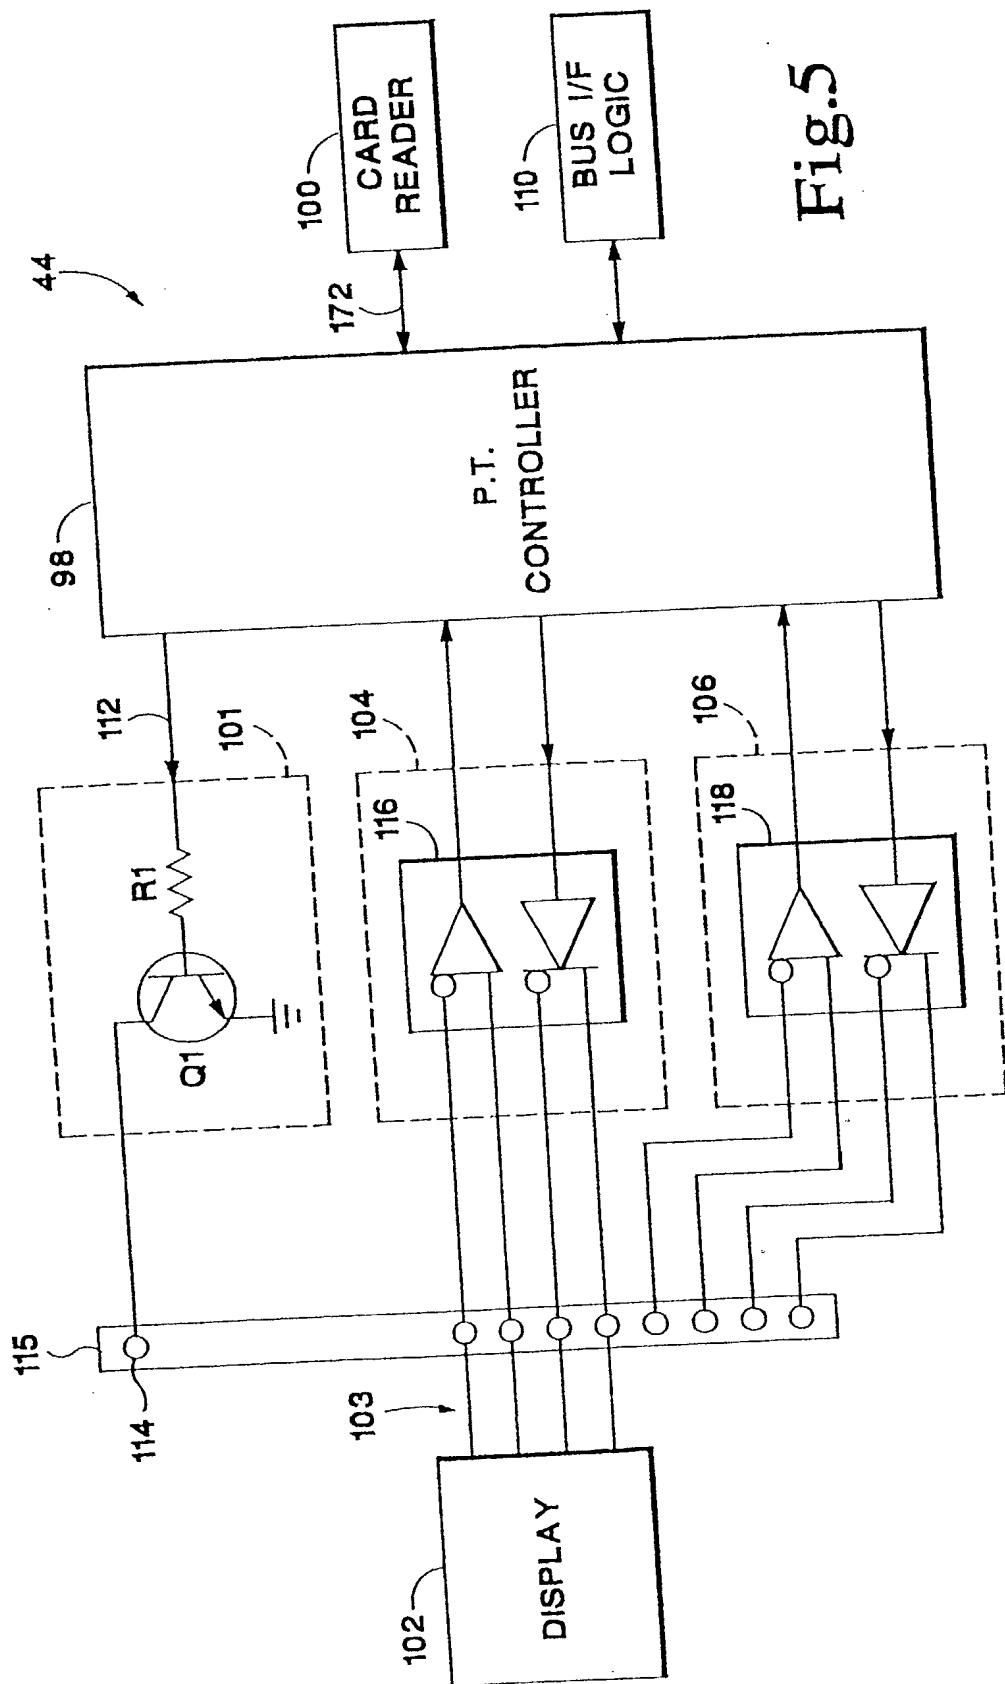 44
98
P.T.
CONTROLLER
100
CARD
READER
172
110
BUS I/F
LOGIC
112
101
R1
Q1
104
116
106
118
115
114
103
102
DISPLAY
Fig.5